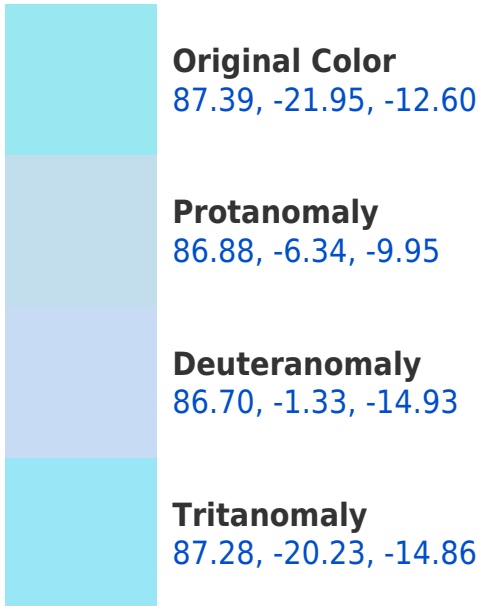 Original Color
87.39, -21.95, -12.60
Protanomaly
86.88, -6.34, -9.95
Deuteranomaly
86.70, -1.33, -14.93
Tritanomaly
87.28, -20.23, -14.86